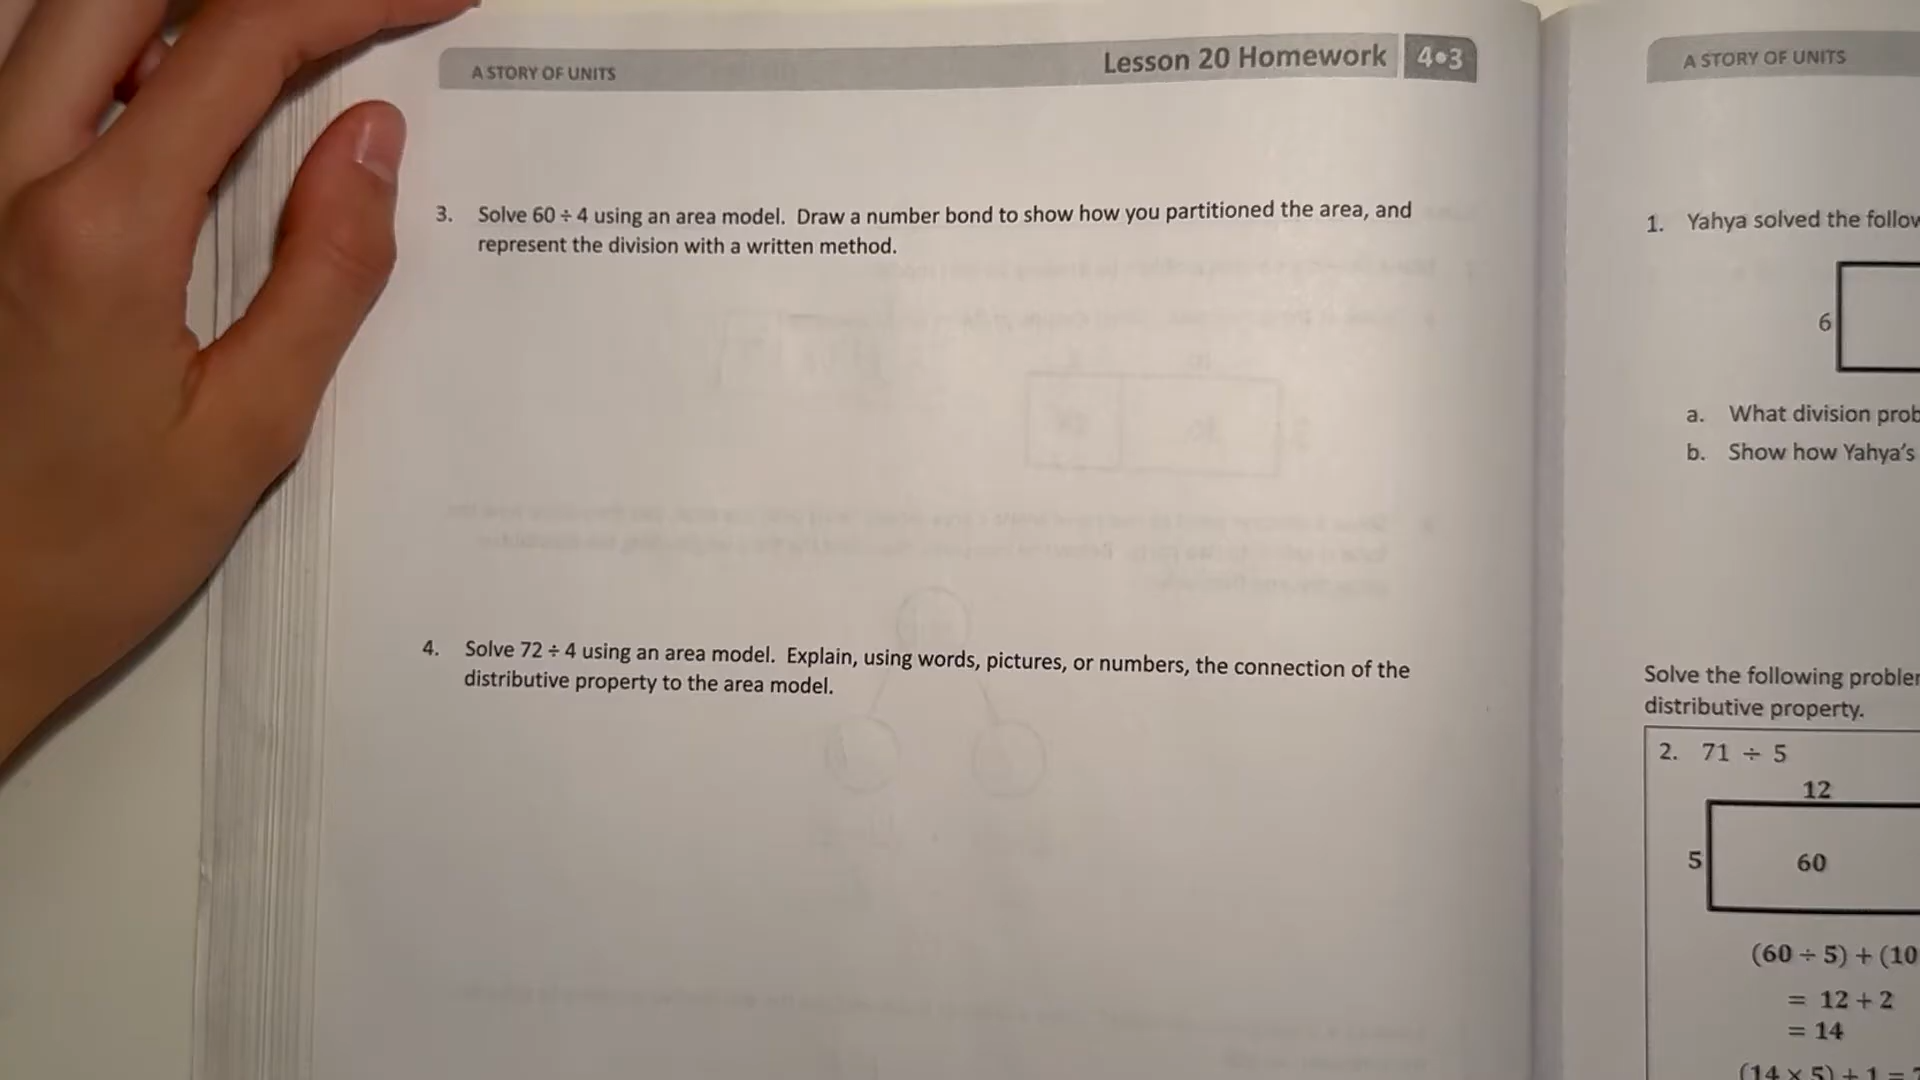 A STORY OF UNITS
Lesson 20 Homework 4•3
3. Solve 60 ÷ 4 using an area model. Draw a number bond to show how you partitioned the area, and
represent the division with a written method.
4. Solve 72 ÷ 4 using an area model. Explain, using words, pictures, or numbers, the connection of the
distributive property to the area model.
A STORY OF UNITS
1. Yahya solved the
6
a. What division
b. Show how Yahya's
Solve the following
distributive property.
2. 71 ÷ 5
12
5
60
(60 ÷ 5) + (10
= 12 + 2
= 14
(14 × 5) + 1 =